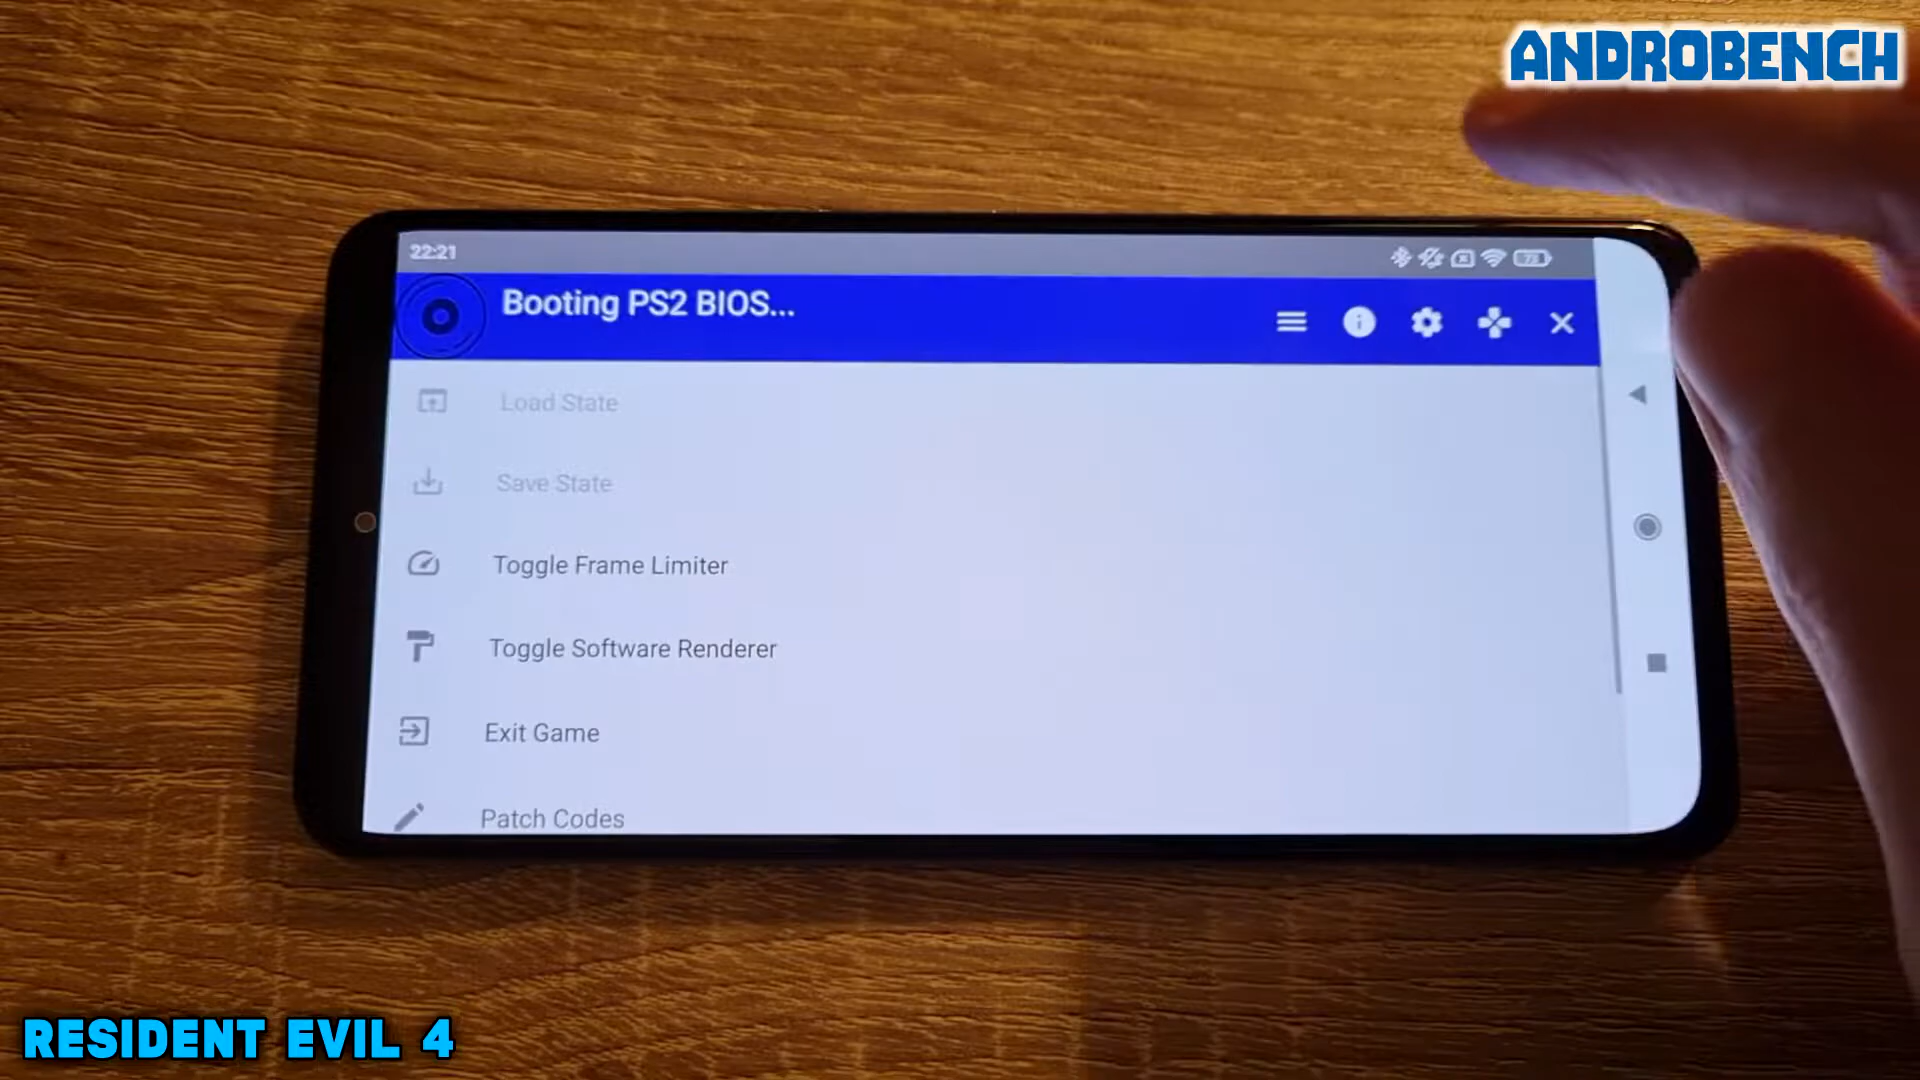 ANDROBENCH
22:21
73
Booting PS2 BIOS...
Load State
Save State
Toggle Frame Limiter
Toggle Software Renderer
Exit Game
Patch Codes
RESIDENT EVIL 4